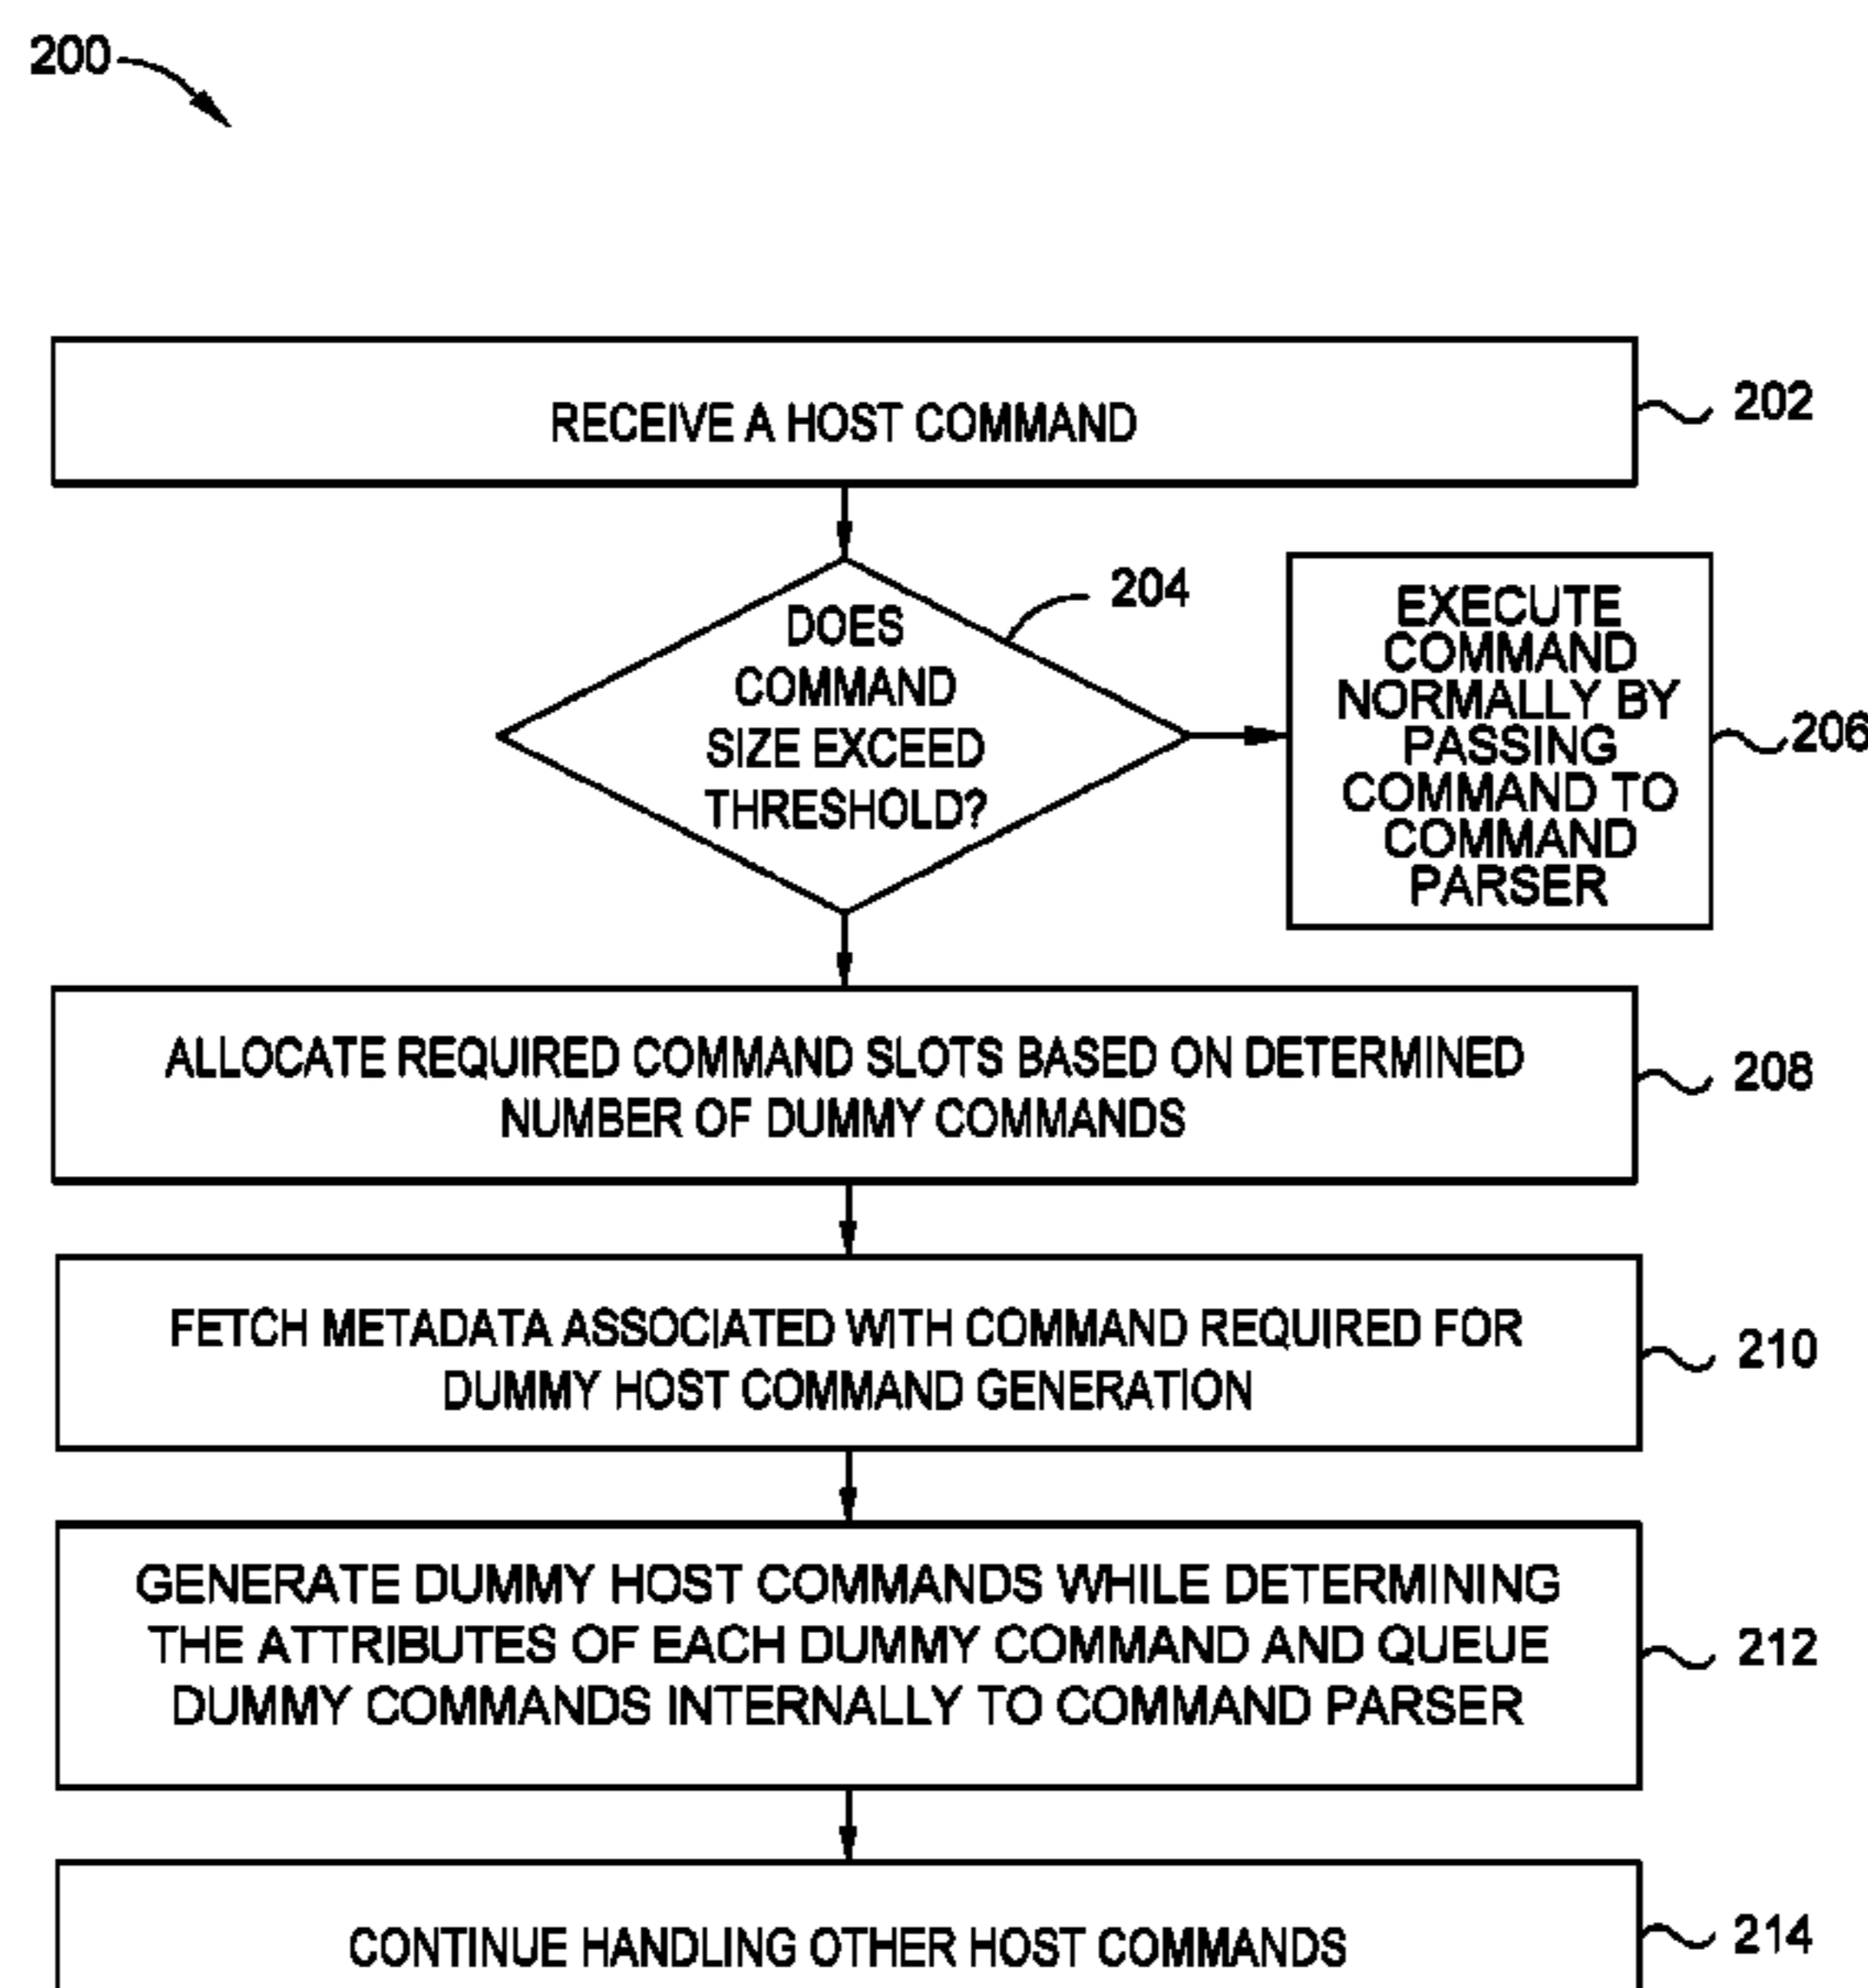 200
RECEIVE A HOST COMMAND
202
DOES
COMMAND
SIZE EXCEED
THRESHOLD?
204
EXECUTE
COMMAND
NORMALLY BY
PASSING
COMMAND TO
COMMAND
PARSER
206
ALLOCATE REQUIRED COMMAND SLOTS BASED ON DETERMINED
NUMBER OF DUMMY COMMANDS
208
FETCH METADATA ASSOCIATED WITH COMMAND REQUIRED FOR
DUMMY HOST COMMAND GENERATION
210
GENERATE DUMMY HOST COMMANDS WHILE DETERMINING
THE ATTRIBUTES OF EACH DUMMY COMMAND AND QUEUE
DUMMY COMMANDS INTERNALLY TO COMMAND PARSER
212
CONTINUE HANDLING OTHER HOST COMMANDS
214